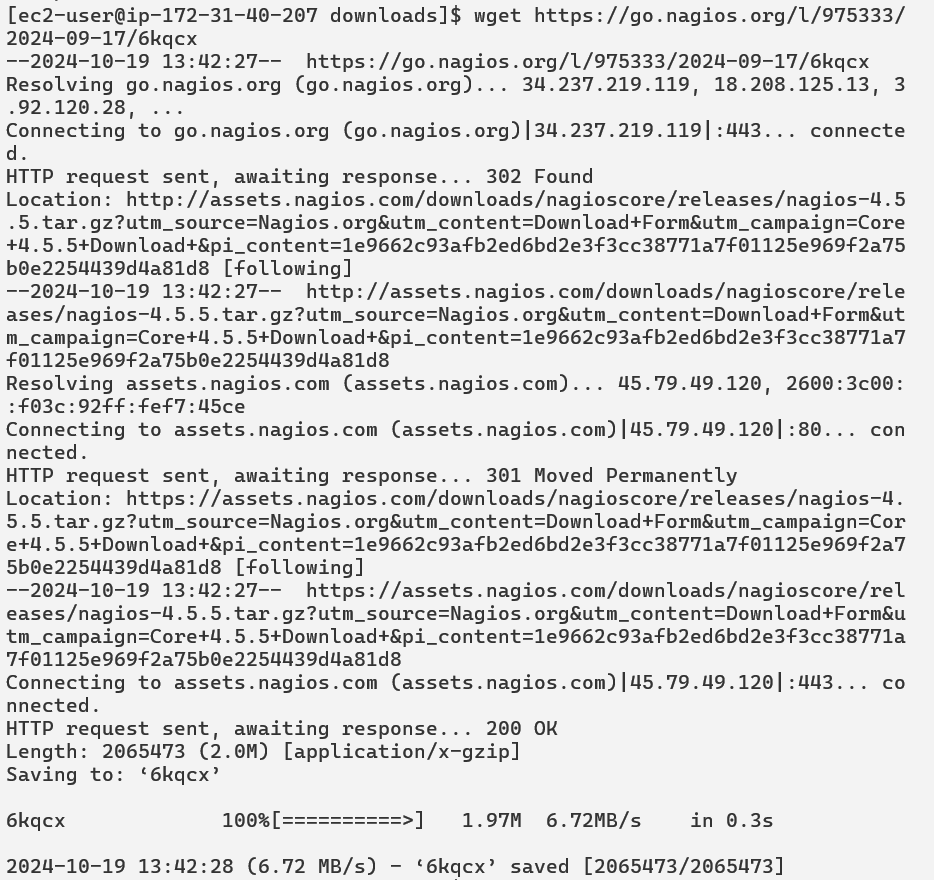 [ec2-user@ip-172-31-40-207 downloads]$ wget https://go.nagios.org/l/975333/
2024-09-17/6kqcx
--2024-10-19 13:42:27--  https://go.nagios.org/l/975333/2024-09-17/6kqcx
Resolving go.nagios.org (go.nagios.org)... 34.237.219.119, 18.208.125.13, 3
.92.120.28, ...
Connecting to go.nagios.org (go.nagios.org)|34.237.219.119|:443... connecte
d.
HTTP request sent, awaiting response... 302 Found
Location: http://assets.nagios.com/downloads/nagioscore/releases/nagios-4.5
.5.tar.gz?utm_source=Nagios.org&utm_content=Download+Form&utm_campaign=Core
+4.5.5+Download+&pi_content=1e9662c93afb2ed6bd2e3f3cc38771a7f01125e969f2a75
b0e2254439d4a81d8 [following]
--2024-10-19 13:42:27--  http://assets.nagios.com/downloads/nagioscore/rele
ases/nagios-4.5.5.tar.gz?utm_source=Nagios.org&utm_content=Download+Form&ut
m_campaign=Core+4.5.5+Download+&pi_content=1e9662c93afb2ed6bd2e3f3cc38771a7
f01125e969f2a75b0e2254439d4a81d8
Resolving assets.nagios.com (assets.nagios.com)... 45.79.49.120, 2600:3c00:
:f03c:92ff:fef7:45ce
Connecting to assets.nagios.com (assets.nagios.com)|45.79.49.120|:80... con
nected.
HTTP request sent, awaiting response... 301 Moved Permanently
Location: https://assets.nagios.com/downloads/nagioscore/releases/nagios-4.
5.5.tar.gz?utm_source=Nagios.org&utm_content=Download+Form&utm_campaign=Cor
e+4.5.5+Download+&pi_content=1e9662c93afb2ed6bd2e3f3cc38771a7f01125e969f2a7
5b0e2254439d4a81d8 [following]
--2024-10-19 13:42:27--  https://assets.nagios.com/downloads/nagioscore/rel
eases/nagios-4.5.5.tar.gz?utm_source=Nagios.org&utm_content=Download+Form&u
tm_campaign=Core+4.5.5+Download+&pi_content=1e9662c93afb2ed6bd2e3f3cc38771a
7f01125e969f2a75b0e2254439d4a81d8
Connecting to assets.nagios.com (assets.nagios.com)|45.79.49.120|:443... co
nnected.
HTTP request sent, awaiting response... 200 OK
Length: 2065473 (2.0M) [application/x-gzip]
Saving to: ‘6kqcx’
6kqcx             100%[==========>]   1.97M  6.72MB/s    in 0.3s
2024-10-19 13:42:28 (6.72 MB/s) - ‘6kqcx’ saved [2065473/2065473]